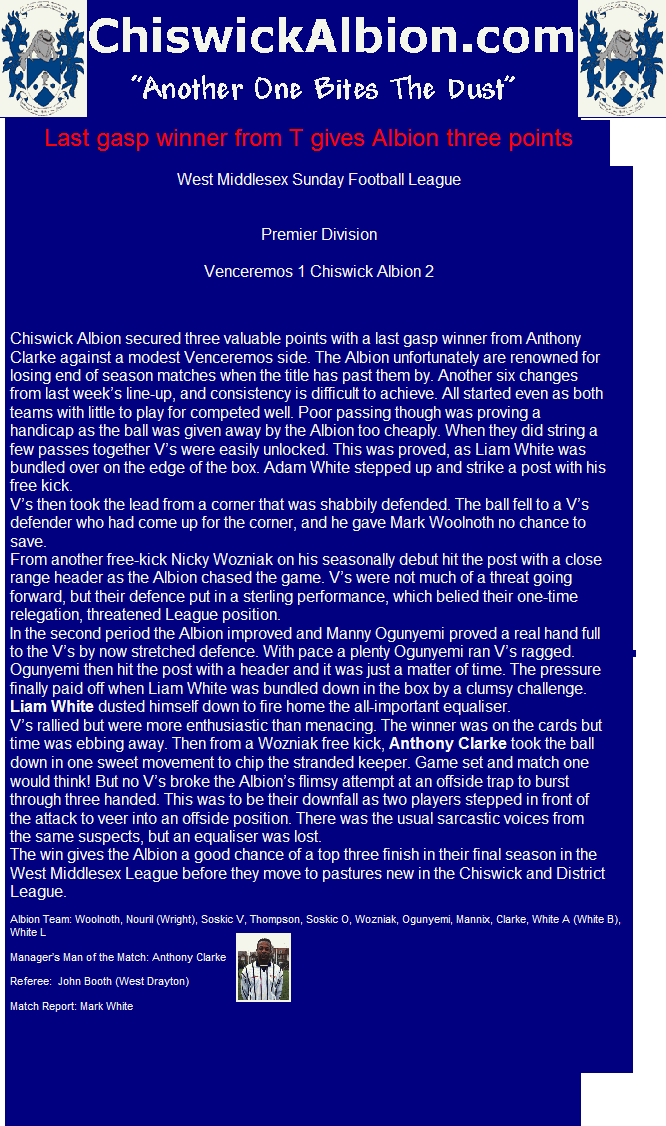 ChiswickAlbion.com
"Another One Bites The Dust"
Last gasp winner from T gives Albion three points
West Middlesex Sunday Football League
Premier Division
Venceremos 1 Chiswick Albion 2
Chiswick Albion secured three valuable points with a last gasp winner from Anthony
Clarke against a modest Venceremos side. The Albion unfortunately are renowned for
losing end of season matches when the title has past them by. Another six changes
from last week's line-up, and consistency is difficult to achieve. All started even as both
teams with little to play for competed well. Poor passing though was proving a
handicap as the ball was given away by the Albion too cheaply. When they did string a
few passes together V's were easily unlocked. This was proved, as Liam White was
bundled over on the edge of the box. Adam White stepped up and strike a post with his
free kick.
V's then took the lead from a corner that was shabbily defended. The ball fell to a V's
defender who had come up for the corner, and he gave Mark Woolnoth no chance to
save.
From another free-kick Nicky Wozniak on his seasonally debut hit the post with a close
range header as the Albion chased the game. V's were not much of a threat going
forward, but their defence put in a sterling performance, which belied their one-time
relegation, threatened League position.
In the second period the Albion improved and Manny Ogunyemi proved a real hand full
to the V's by now stretched defence. With pace a plenty Ogunyemi ran V's ragged.
Ogunyemi then hit the post with a header and it was just a matter of time. The pressure
finally paid off when Liam White was bundled down in the box by a clumsy challenge.
Liam White dusted himself down to fire home the all-important equaliser.
V's rallied but were more enthusiastic than menacing. The winner was on the cards but
time was ebbing away. Then from a Wozniak free kick, Anthony Clarke took the ball
down in one sweet movement to chip the stranded keeper. Game set and match one
would think! But no V's broke the Albion's flimsy attempt at an offside trap to burst
through three handed. This was to be their downfall as two players stepped in front of
the attack to veer into an offside position. There was the usual sarcastic voices from
the same suspects, but an equaliser was lost.
The win gives the Albion a good chance of a top three finish in their final season in the
West Middlesex League before they move to pastures new in the Chiswick and District
League.
Albion Team: Woolnoth, Nouril (Wright), Soskic V, Thompson, Soskic O, Wozniak, Ogunyemi, Mannix, Clarke, White A (White B),
White L
Manager's Man of the Match: Anthony Clarke
Referee: John Booth (West Drayton)
Match Report: Mark White